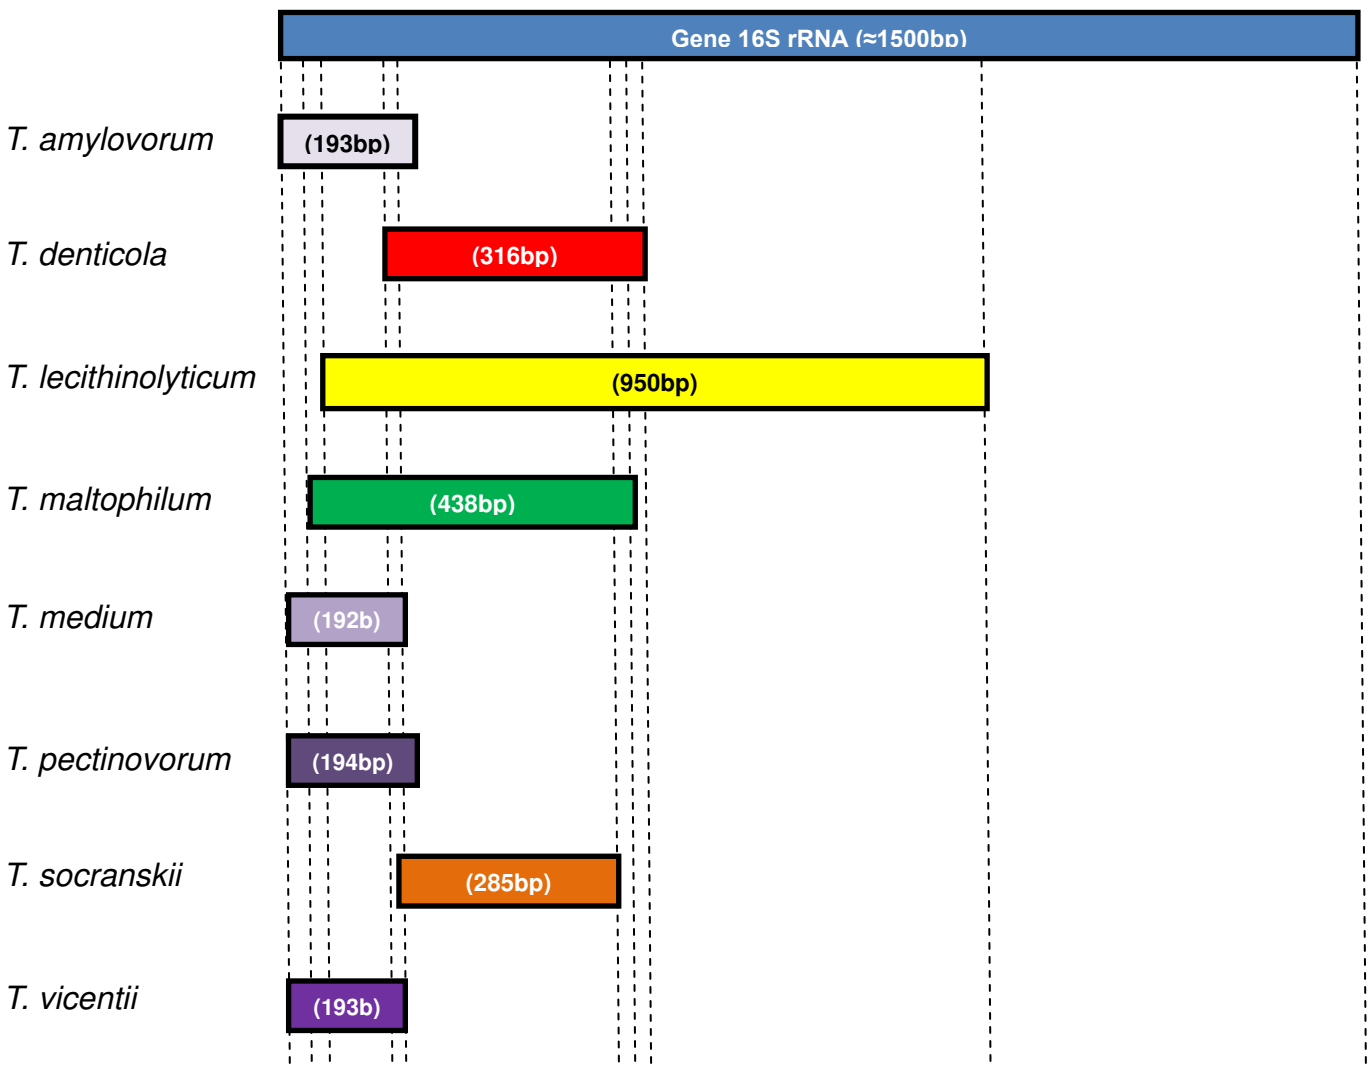 Gene 16S rRNA (≈1500bp)
T. amylovorum (193bp)
T. denticola (316bp)
T. lecithinolyticum (950bp)
T. maltophilum (438bp)
T. medium (192b)
T. pectinovorum (194bp)
T. socranskii (285bp)
T. vicentii (193b)